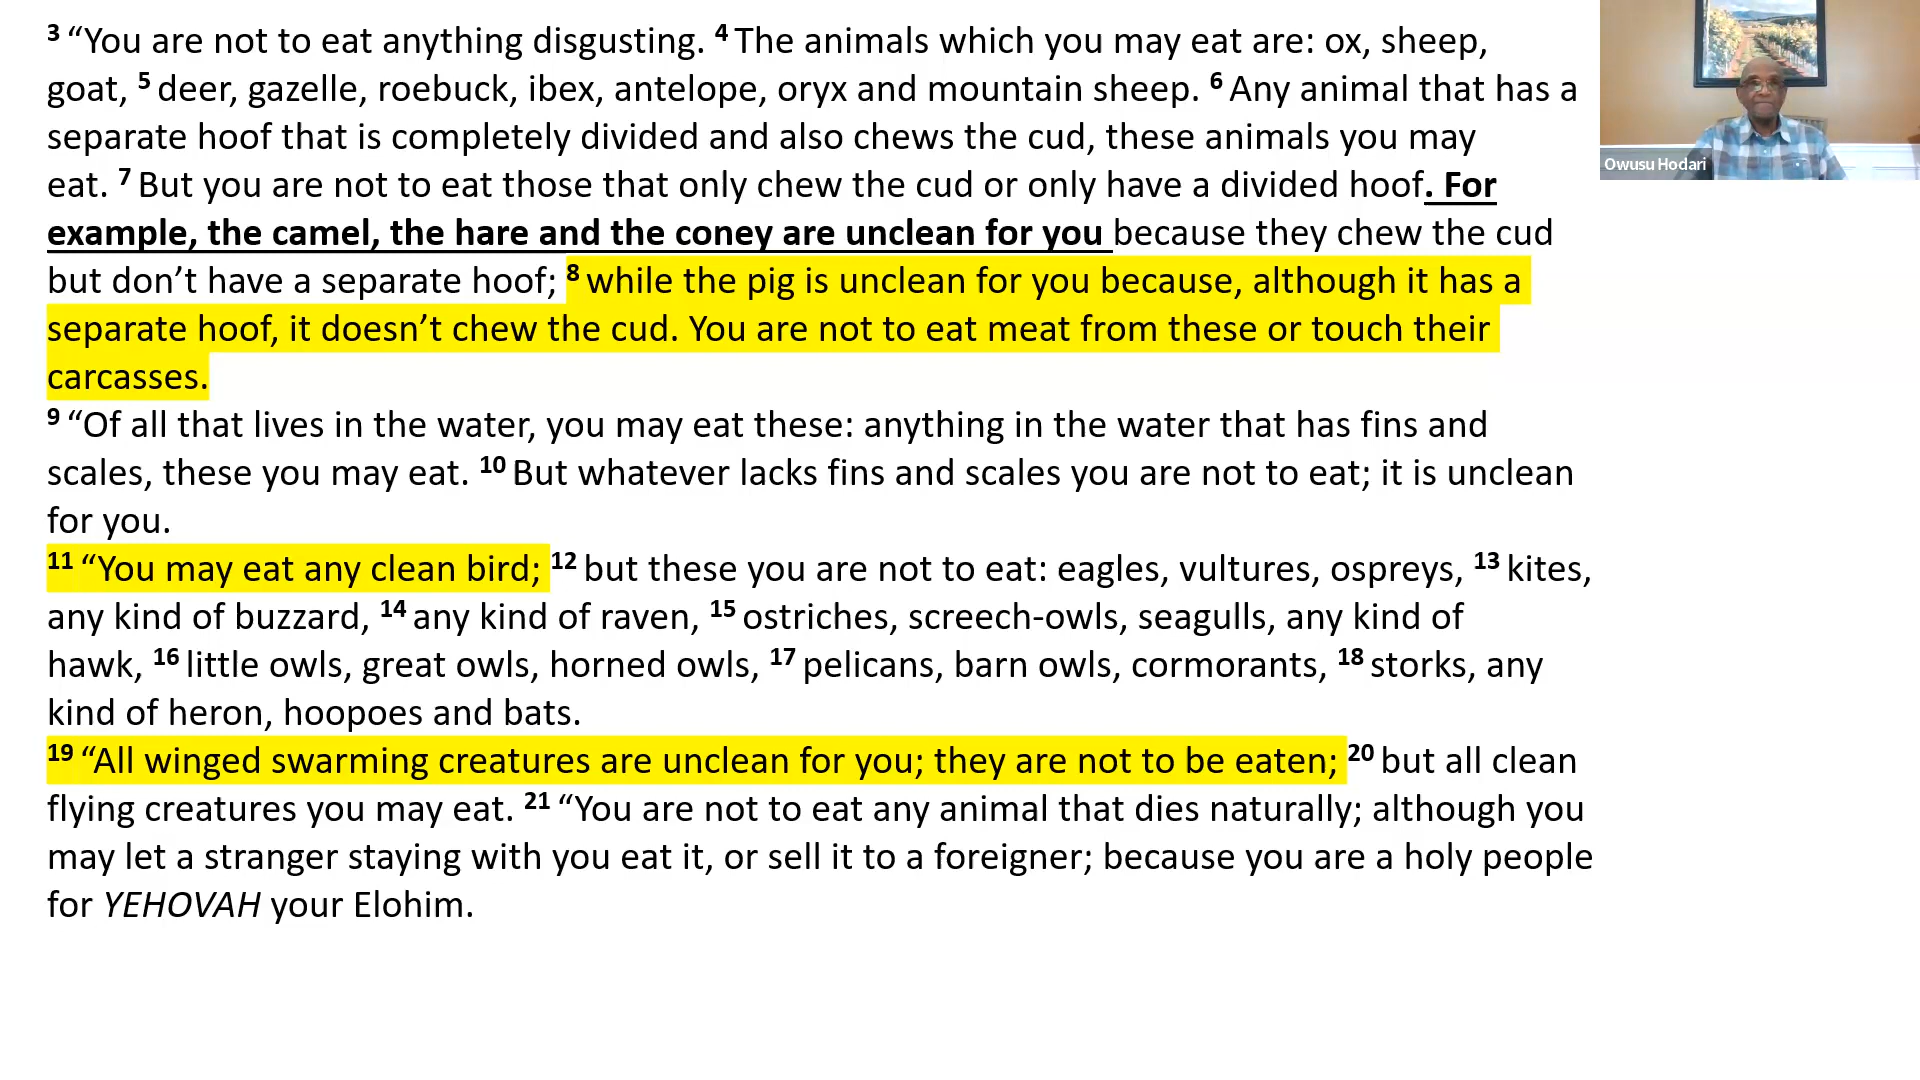 3 “You are not to eat anything disgusting. 4 The animals which you may eat are: ox, sheep,
goat, 5 deer, gazelle, roebuck, ibex, antelope, oryx and mountain sheep. 6 Any animal that has a
separate hoof that is completely divided and also chews the cud, these animals you may
eat. 7 But you are not to eat those that only chew the cud or only have a divided hoof. For
example, the camel, the hare and the coney are unclean for you because they chew the cud
but don’t have a separate hoof; 8 while the pig is unclean for you because, although it has a
separate hoof, it doesn’t chew the cud. You are not to eat meat from these or touch their
carcasses.
9 “Of all that lives in the water, you may eat these: anything in the water that has fins and
scales, these you may eat. 10 But whatever lacks fins and scales you are not to eat; it is unclean
for you.
11 “You may eat any clean bird; 12 but these you are not to eat: eagles, vultures, ospreys, 13 kites,
any kind of buzzard, 14 any kind of raven, 15 ostriches, screech-owls, seagulls, any kind of
hawk, 16 little owls, great owls, horned owls, 17 pelicans, barn owls, cormorants, 18 storks, any
kind of heron, hoopoes and bats.
19 “All winged swarming creatures are unclean for you; they are not to be eaten; 20 but all clean
flying creatures you may eat. 21 “You are not to eat any animal that dies naturally; although you
may let a stranger staying with you eat it, or sell it to a foreigner; because you are a holy people
for YEHOVAH your Elohim.
Owusu Hodari